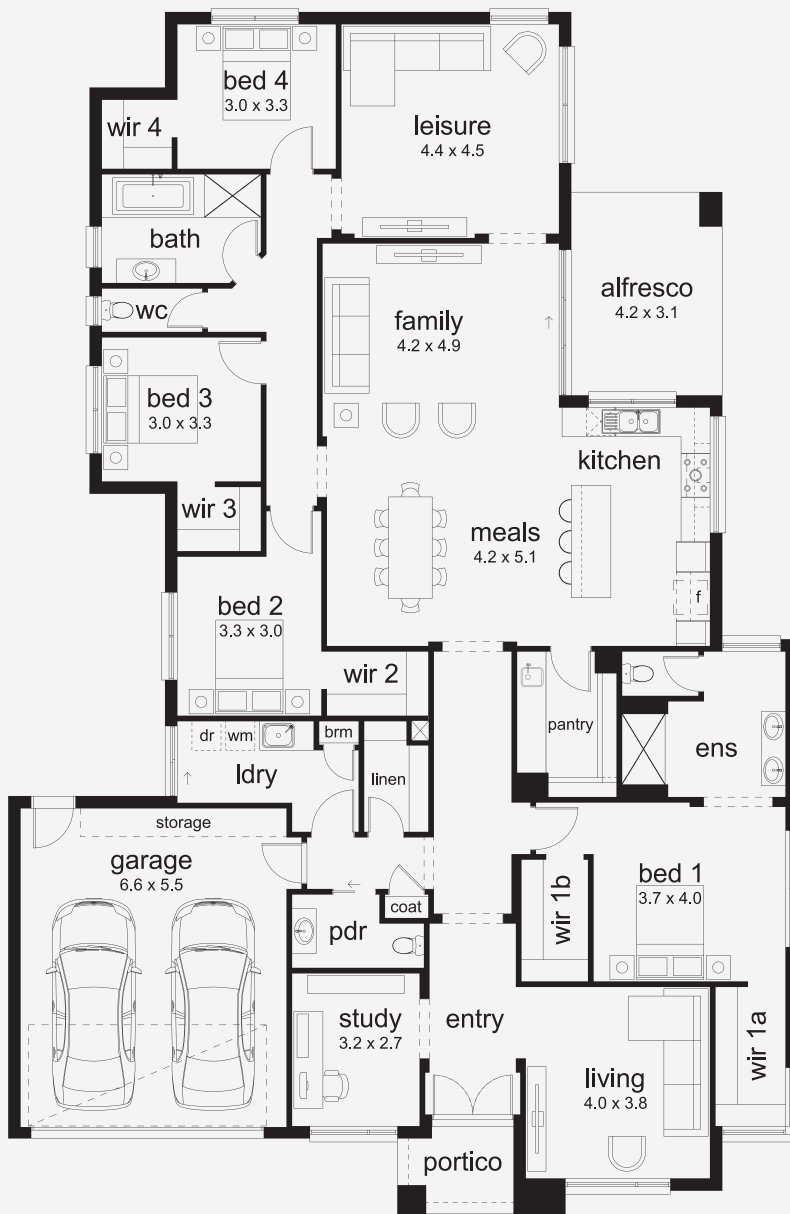 bed 4
3.0 x 3.3
leisure
4.4 x 4.5
wir 4
bath
alfresco
4.2 x 3.1
wc
family
4.2 x 4.9
bed 3
3.0 x 3.3
kitchen
wir 3
meals
4.2 x 5.1
f
bed 2
3.3 x 3.0
wir 2
pantry
ens
dr
wm
brm
ldry
linen
storage
garage
6.6 x 5.5
bed 1
3.7 x 4.0
wir 1b
coat
pdr
study
3.2 x 2.7
entry
wir 1a
living
4.0 x 3.8
portico